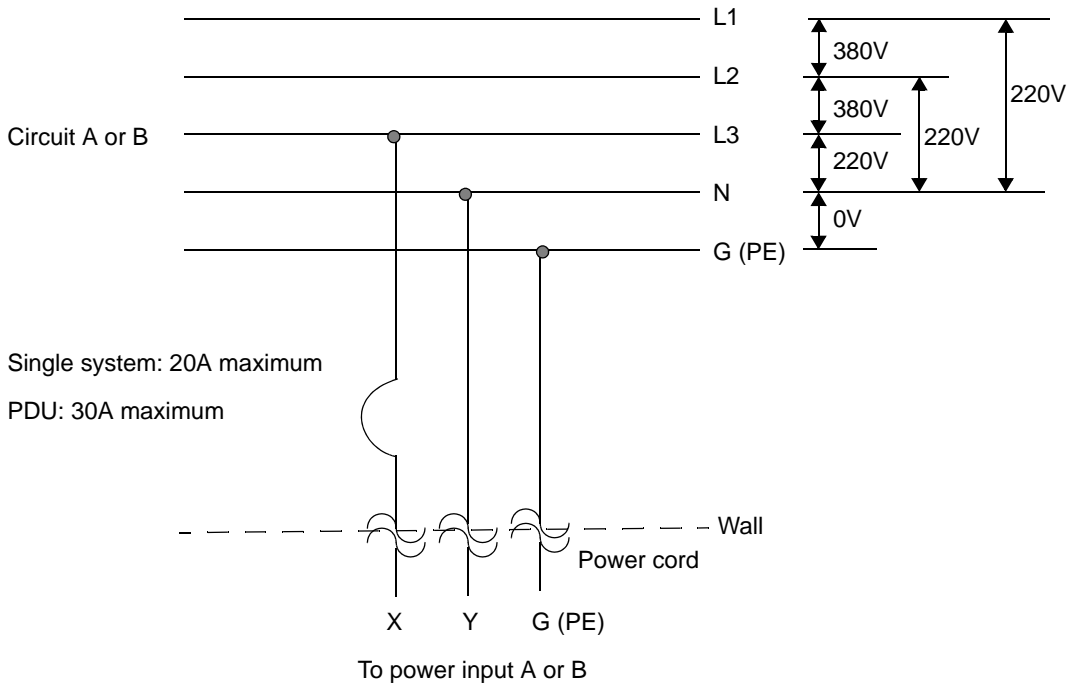 L1
380V
L2
220V
380V
Circuit A or B
L3
220V
220V
N
0V
G (PE)
Single system: 20A maximum
PDU: 30A maximum
Wall
Power cord
X Y G (PE)
To power input A or B